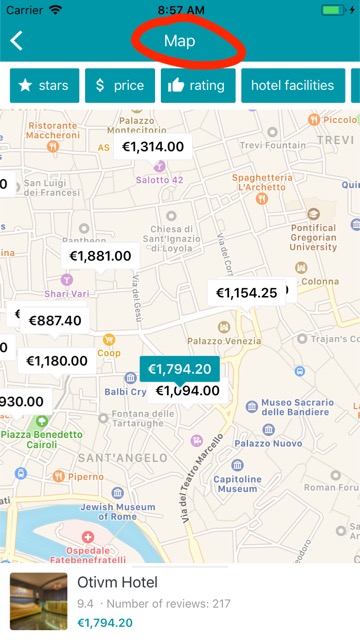 Carrier 8:57 AM
Map
stars $ price rating hotel facilities
Ristorante
Maccheroni
Palazzo
Montecitorio
Piccolo
TREVI
AS
€1,314.00
Trevi Fountain
Salotto 42
San Luigi
dei Francesi
Spaghetteria
L'Archetto
Chiesa di
Sant'Ignazio
di Loyola
Pontifical
Gregorian
University
Pantheon
€1,881.00
Via del Cor
Colonna
Shari Vari
Via del Gesù
€1,154.25
€887.40
Coop
Palazzo Venezia
Trajan's Co
€1,180.00
€1,794.20
Balbi Cry
€1,094.00
930.00
Fontana delle
Tartarughe
Museo Sacrario
delle Bandiere
Piazza Benedetto
Cairoli
Palazzo Nuovo
SANT'ANGELO
Via del Teatro Marcello
Piperno
Capitoline
Museum
Roman For
Jewish Museum
of Rome
Santa
Ospedale
Fatebenefratelli
Otivm Hotel
9.4 · Number of reviews: 217
€1,794.20